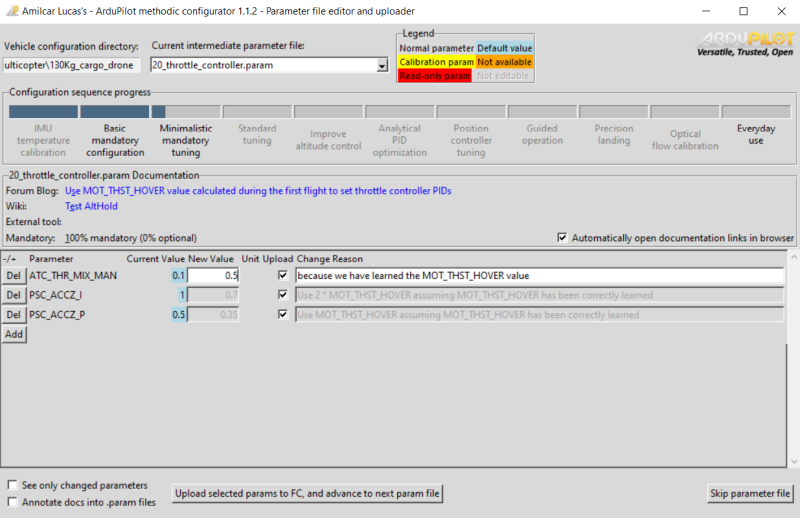 Amilcar Lucas's - ArduPilot methodic configurator 1.1.2 - Parameter file editor and uploader
Legend
Vehicle configuration directory:
Current intermediate parameter file:
Normal parameter Default value
ulticopter\130Kg_cargo_drone
20_throttle_controller.param
Calibration param Not available
Read-only param Not editable
ARDUPILOT
Versatile, Trusted, Open
Configuration sequence progress
IMU temperature calibration
Basic mandatory configuration
Minimalistic mandatory tuning
Standard tuning
Improve altitude control
Analytical PID optimization
Position controller tuning
Guided operation
Precision landing
Optical flow calibration
Everyday use
20_throttle_controller.param Documentation
Forum Blog: Use MOT_THST_HOVER value calculated during the first flight to set throttle controller PIDs
Wiki: Test AltHold
External tool:
Mandatory: 100% mandatory (0% optional)
Automatically open documentation links in browser
-/+ Parameter Current Value New Value Unit Upload Change Reason
Del ATC_THR_MIX_MAN 0.1 0.5 because we have learned the MOT_THST_HOVER value
Del PSC_ACCZ_I 1 0.7 Use 2 * MOT_THST_HOVER assuming MOT_THST_HOVER has been correctly learned
Del PSC_ACCZ_P 0.5 0.35 Use MOT_THST_HOVER assuming MOT_THST_HOVER has been correctly learned
Add
See only changed parameters
Annotate docs into .param files
Upload selected params to FC, and advance to next param file
Skip parameter file